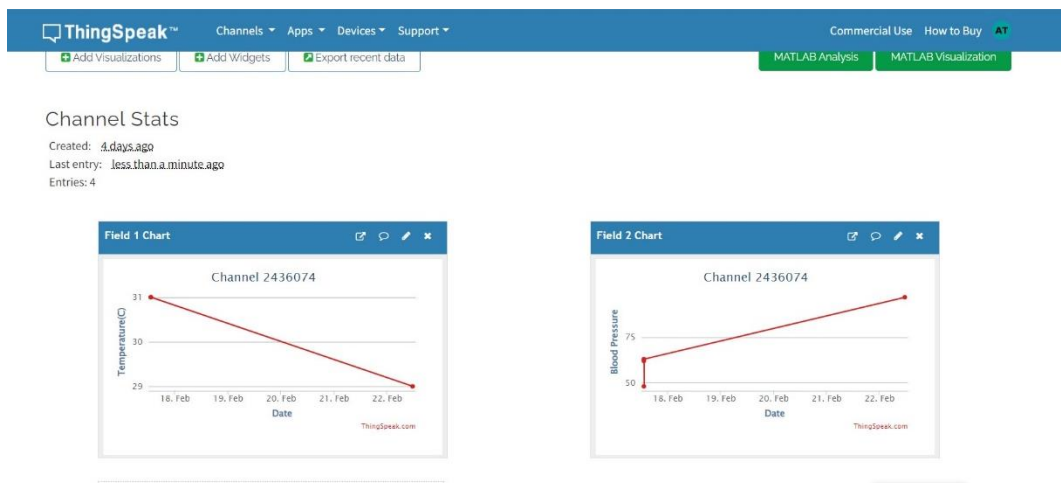 ThingSpeak™ Channels Apps Devices Support Commercial Use How to Buy AT
Add Visualizations Add Widgets Export recent data MATLAB Analysis MATLAB Visualization
Channel Stats
Created: 4 days ago
Last entry: less than a minute ago
Entries: 4
Field 1 Chart
Channel 2436074
Temperature(C)
31
30
29
18. Feb 19. Feb 20. Feb 21. Feb 22. Feb
Date
ThingSpeak.com
Field 2 Chart
Channel 2436074
Blood Pressure
75
50
18. Feb 19. Feb 20. Feb 21. Feb 22. Feb
Date
ThingSpeak.com